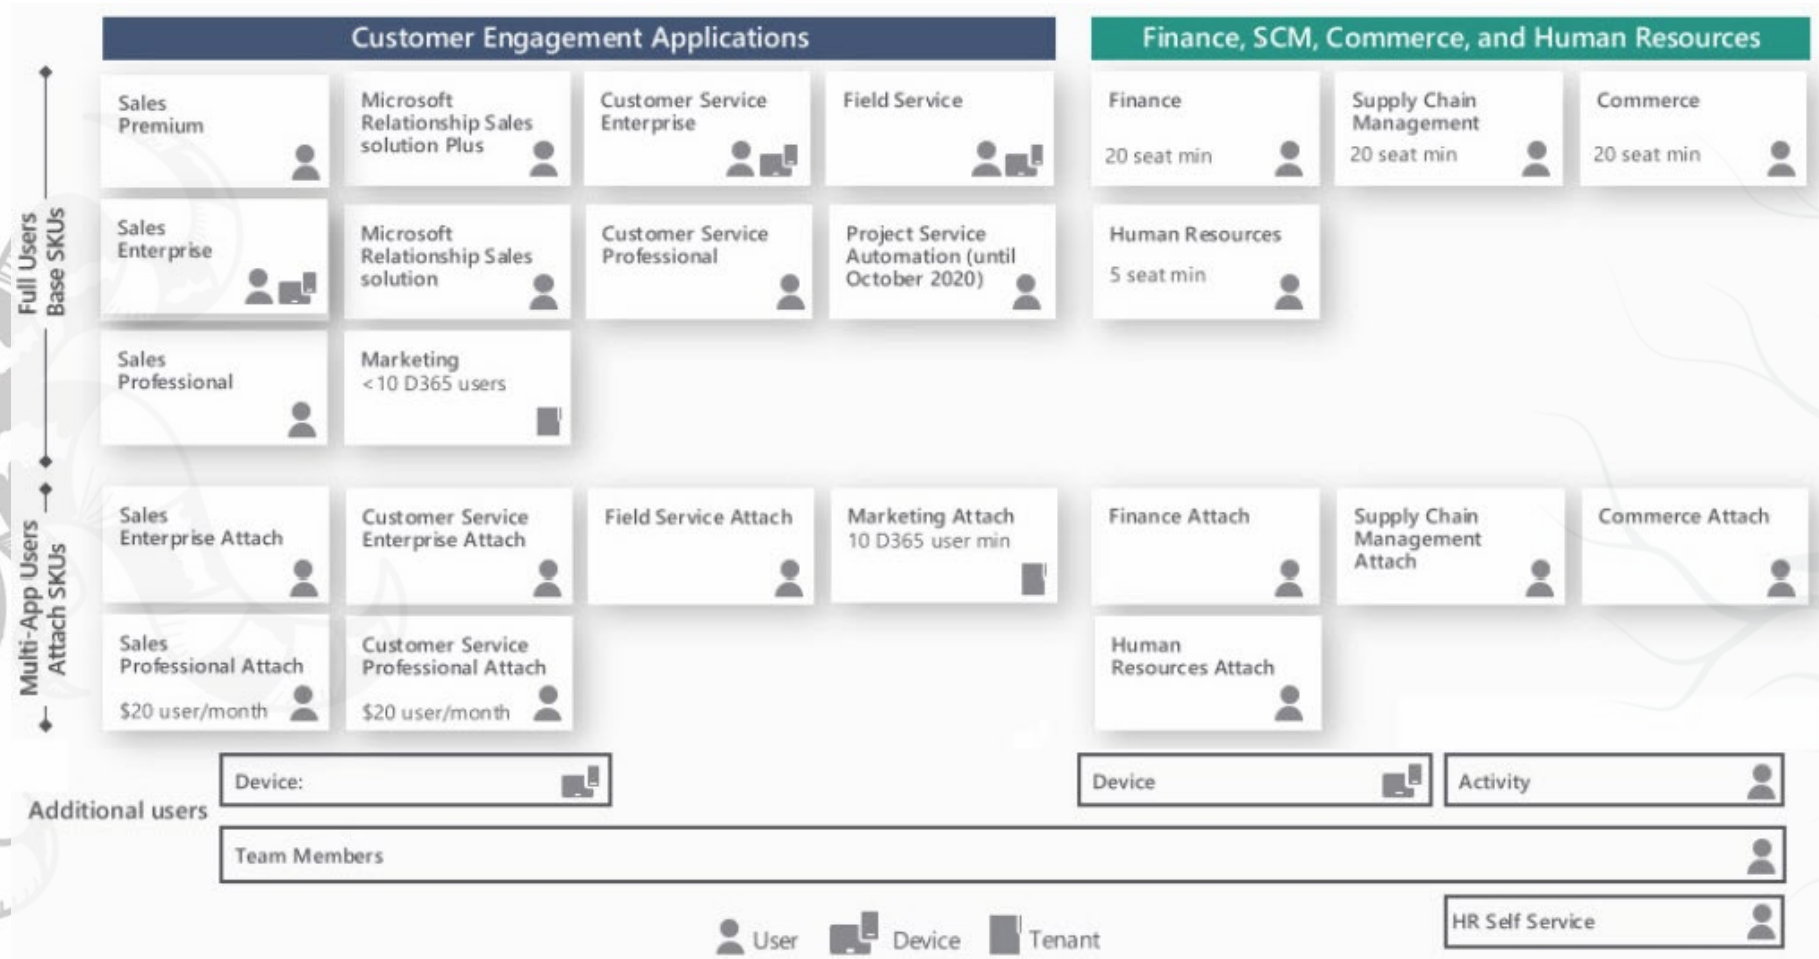 Customer Engagement Applications
Finance, SCM, Commerce, and Human Resources
Full Users
Base SKUs
Sales
Premium
Microsoft
Relationship Sales
solution Plus
Customer Service
Enterprise
Field Service
Finance
20 seat min
Supply Chain
Management
20 seat min
Commerce
20 seat min
Sales
Enterprise
Microsoft
Relationship Sales
solution
Customer Service
Professional
Project Service
Automation (until
October 2020)
Human Resources
5 seat min
Sales
Professional
Marketing
<10 D365 users
Multi-App Users
Attach SKUs
Sales
Enterprise Attach
Customer Service
Enterprise Attach
Field Service Attach
Marketing Attach
10 D365 user min
Finance Attach
Supply Chain
Management
Attach
Commerce Attach
Sales
Professional Attach
$20 user/month
Customer Service
Professional Attach
$20 user/month
Human
Resources Attach
Additional users
Device:
Device
Activity
Team Members
HR Self Service
User
Device
Tenant